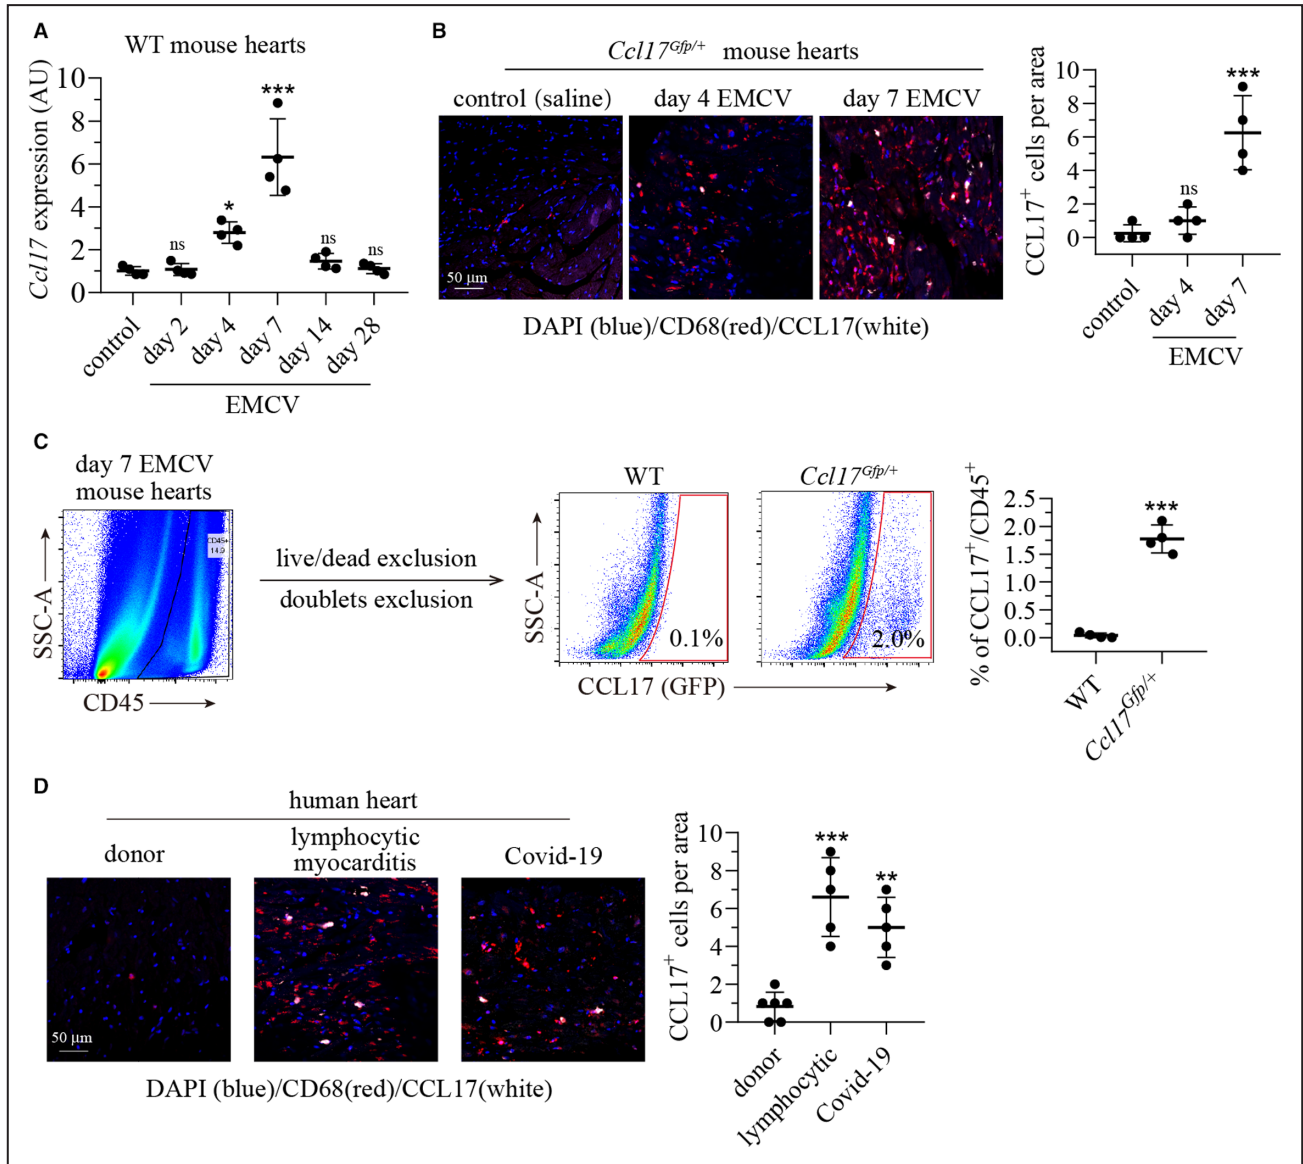 A
WT mouse hearts
Ccl17 expression (AU)
10
8
6
4
2
0
ns
*
***
ns
ns
control
day 2
day 4
day 7
day 14
day 28
EMCV
B
Ccl17Gfp/+ mouse hearts
control (saline)
day 4 EMCV
day 7 EMCV
50 µm
DAPI (blue)/CD68(red)/CCL17(white)
CCL17+ cells per area
10
8
6
4
2
0
ns
***
control
day 4
day 7
EMCV
C
day 7 EMCV
mouse hearts
SSC-A
CD45+
14.9
CD45
live/dead exclusion
doublets exclusion
WT
Ccl17Gfp/+
SSC-A
0.1%
2.0%
CCL17 (GFP)
% of CCL17+/CD45+
2.5
2.0
1.5
1.0
0.5
0.0
***
WT
Ccl17Gfp/+
D
human heart
donor
lymphocytic
myocarditis
Covid-19
50 µm
DAPI (blue)/CD68(red)/CCL17(white)
CCL17+ cells per area
10
8
6
4
2
0
***
**
donor
lymphocytic
Covid-19